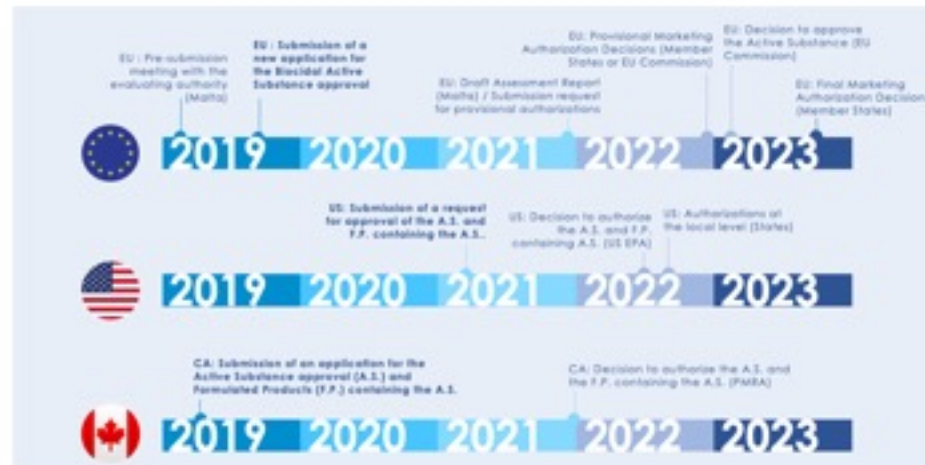 EU : Pre-submission
meeting with the
evaluating authority
(Malta)
EU : Submission of a
new application for
the Biocidal Active
Substance approval
EU: Draft Assessment Report
(Malta) / Submission request
for provisional authorizations
EU: Provisional Marketing
Authorization Decisions (Member
States or EU Commission)
EU: Decision to approve
the Active Substance (EU
Commission)
EU: Final Marketing
Authorization Decision
(Member States)
2019 2020 2021 2022 2023
US: Submission of a request
for approval of the A.S. and
F.P. containing the A.S..
US: Decision to authorize
the A.S. and F.P.
containing A.S. (US EPA)
US: Authorizations at
the local level (States)
2019 2020 2021 2022 2023
CA: Submission of an application for the
Active Substance approval (A.S.) and
Formulated Products (F.P.) containing the A.S.
CA: Decision to authorize the A.S. and
the F.P. containing the A.S. (PMRA)
2019 2020 2021 2022 2023